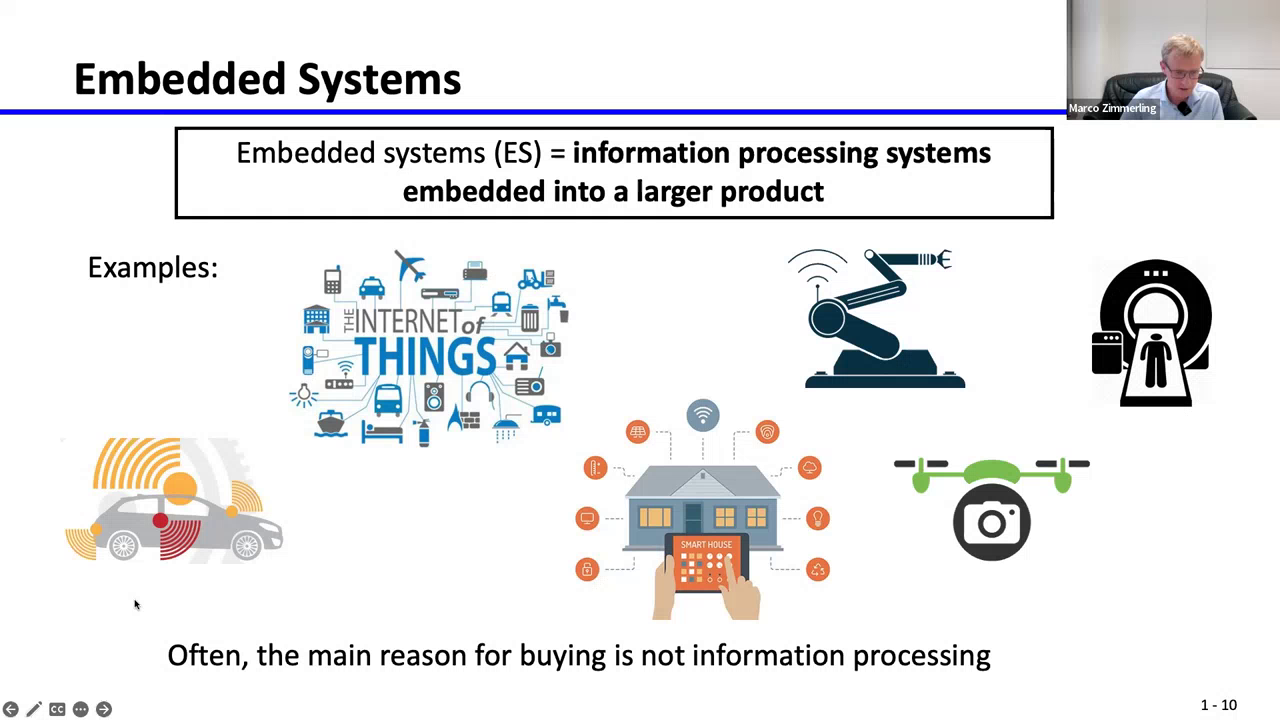 Embedded Systems
Marco Zimmerling
Embedded systems (ES) = information processing systems
embedded into a larger product
Examples:
THE INTERNET of
THINGS
SMART HOUSE
Often, the main reason for buying is not information processing
CC
1 - 10